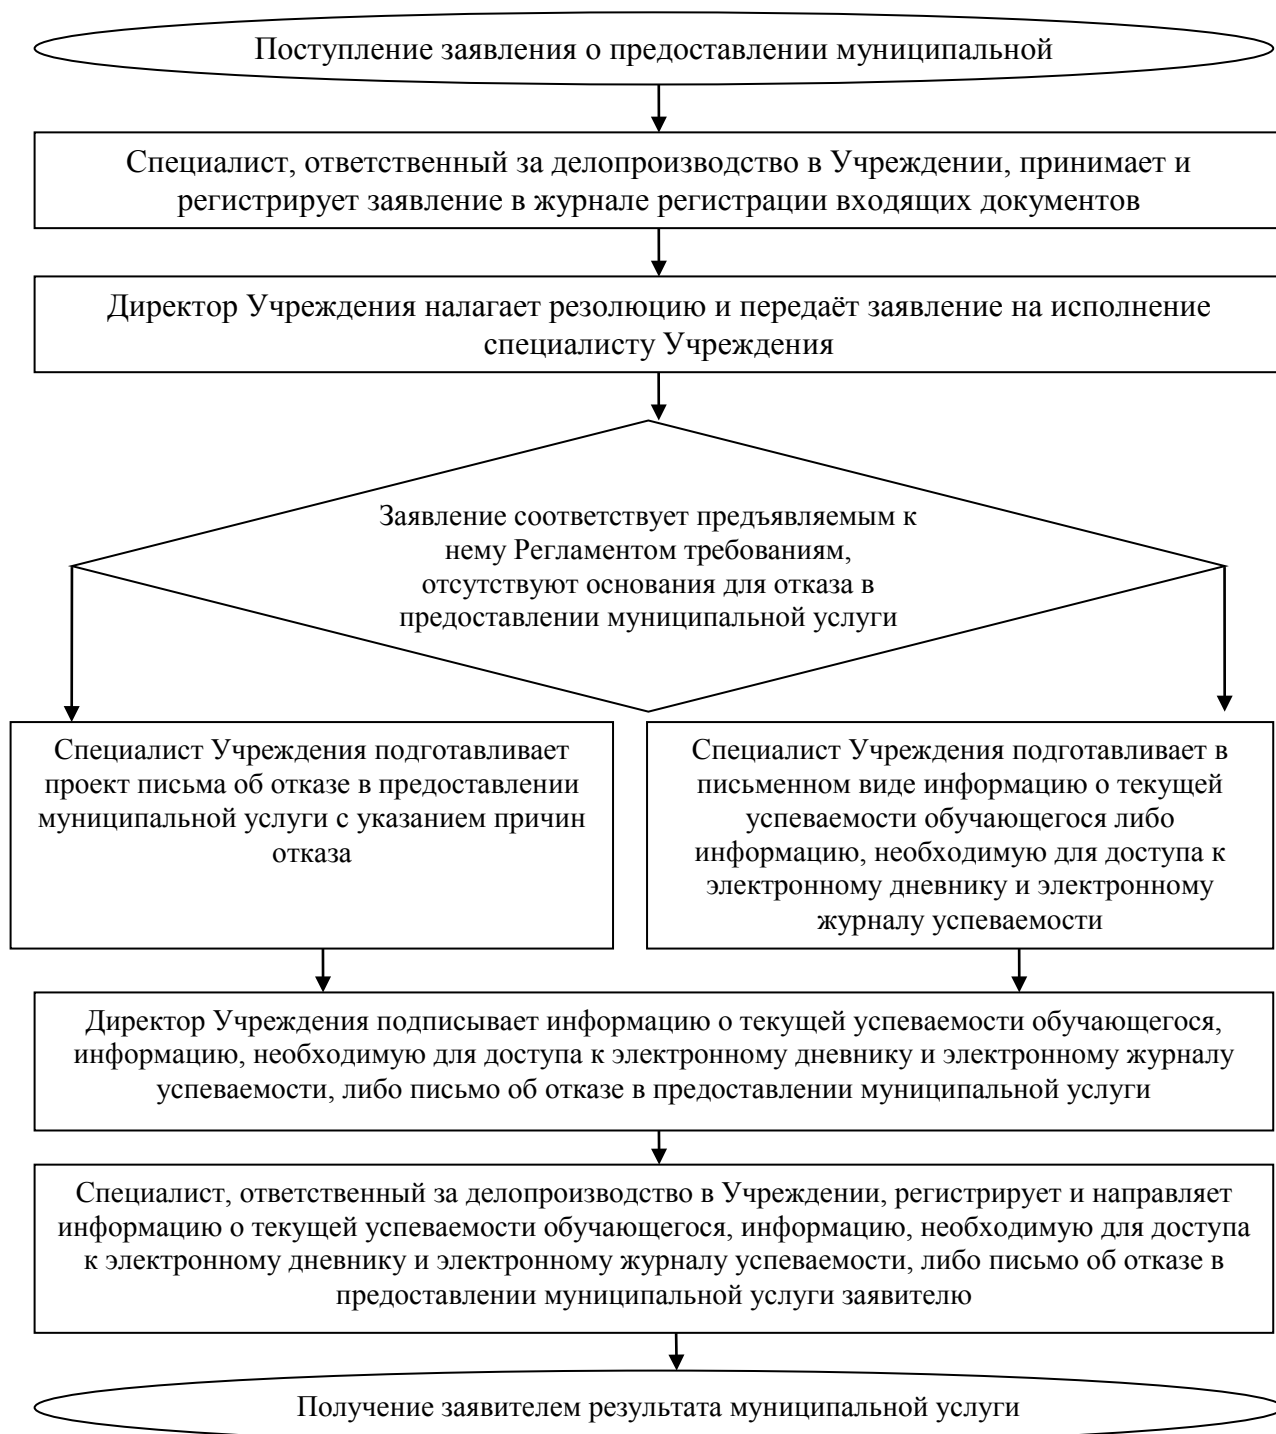 Поступление заявления о предоставлении муниципальной
Специалист, ответственный за делопроизводство в Учреждении, принимает и
регистрирует заявление в журнале регистрации входящих документов
Директор Учреждения налагает резолюцию и передаёт заявление на исполнение
специалисту Учреждения
Заявление соответствует предъявляемым к
нему Регламентом требованиям,
отсутствуют основания для отказа в
предоставлении муниципальной услуги
Специалист Учреждения подготавливает
проект письма об отказе в предоставлении
муниципальной услуги с указанием причин
отказа
Специалист Учреждения подготавливает в
письменном виде информацию о текущей
успеваемости обучающегося либо
информацию, необходимую для доступа к
электронному дневнику и электронному
журналу успеваемости
Директор Учреждения подписывает информацию о текущей успеваемости обучающегося,
информацию, необходимую для доступа к электронному дневнику и электронному журналу
успеваемости, либо письмо об отказе в предоставлении муниципальной услуги
Специалист, ответственный за делопроизводство в Учреждении, регистрирует и направляет
информацию о текущей успеваемости обучающегося, информацию, необходимую для доступа
к электронному дневнику и электронному журналу успеваемости, либо письмо об отказе в
предоставлении муниципальной услуги заявителю
Получение заявителем результата муниципальной услуги